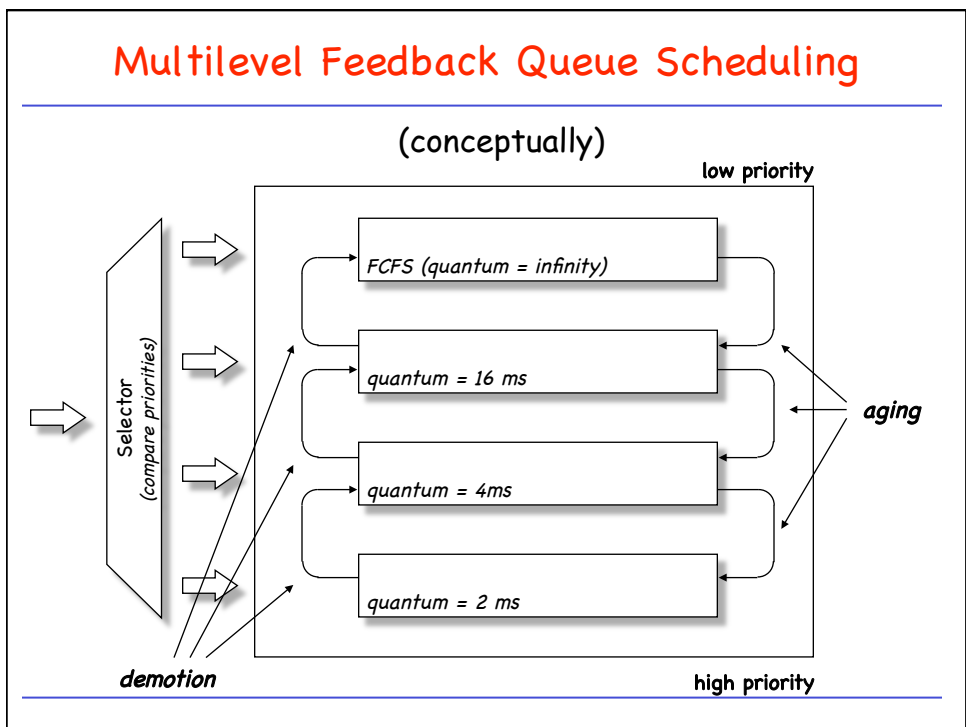 Multilevel Feedback Queue Scheduling
(conceptually)
low priority
FCFS (quantum = infinity)
quantum = 16 ms
Selector
(compare priorities)
aging
quantum = 4ms
quantum = 2 ms
demotion
high priority